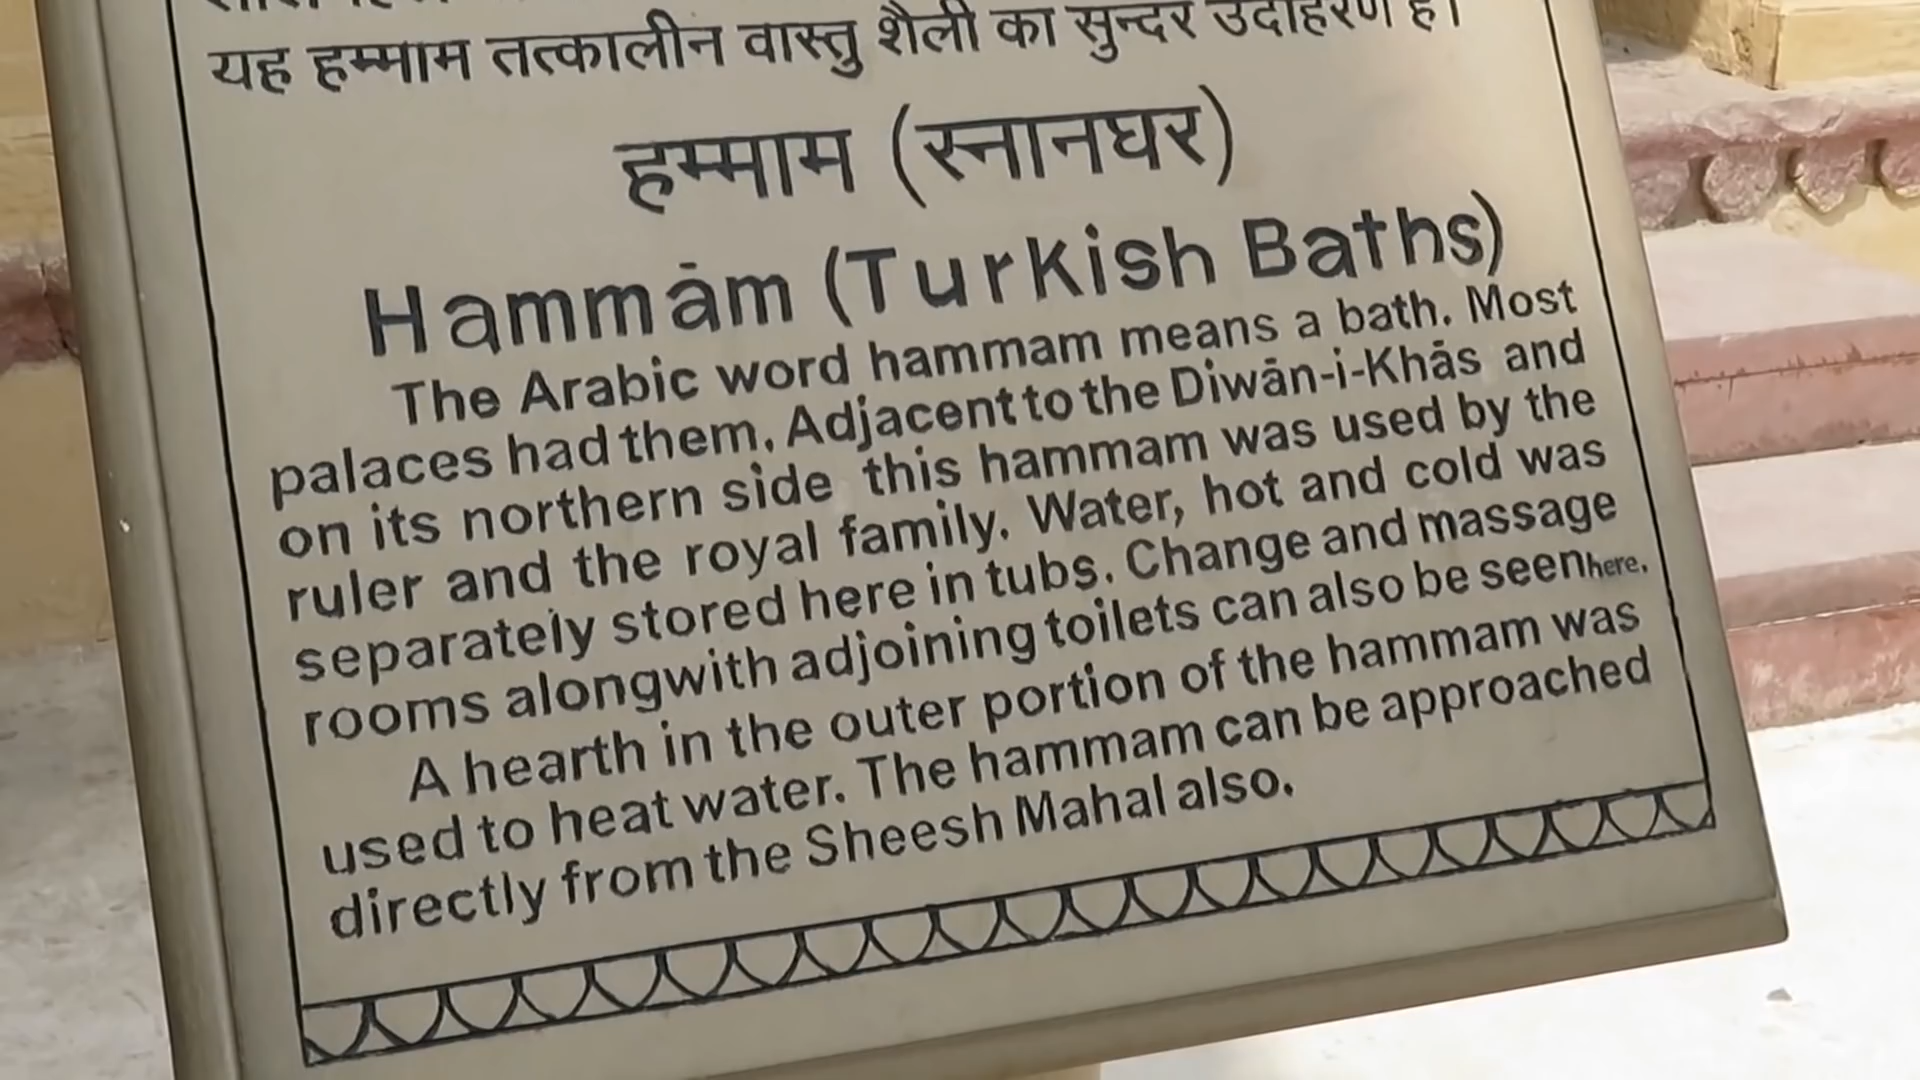 यह हम्माम तत्कालीन वास्तु शैली का सुन्दर उदाहरण है।
हम्माम (स्नानघर)
Hammām (Turkish Baths)
The Arabic word hammam means a bath. Most
palaces had them. Adjacent to the Diwān-i-Khās and
on its northern side this hammam was used by the
ruler and the royal family. Water, hot and cold was
separately stored here in tubs. Change and massage
rooms alongwith adjoining toilets can also be seen here.
A hearth in the outer portion of the hammam was
used to heat water. The hammam can be approached
directly from the Sheesh Mahal also.